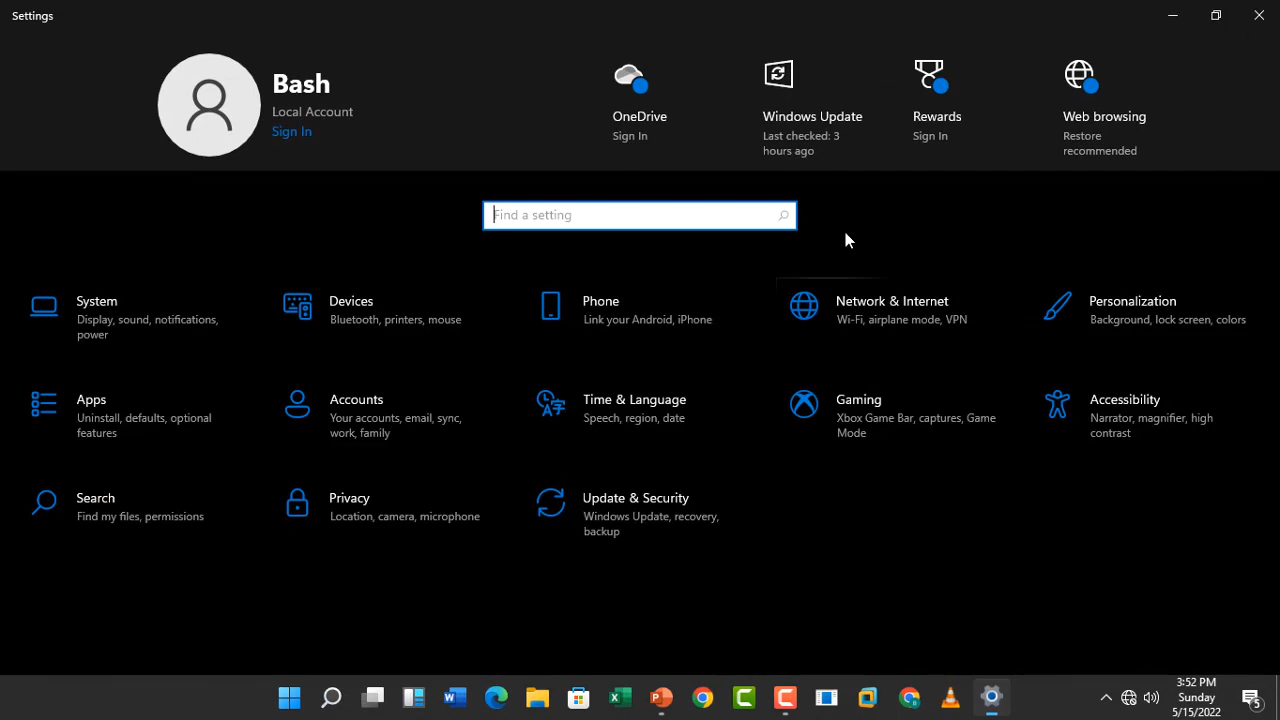 Settings
Bash
Local Account
Sign In
OneDrive
Sign In
Windows Update
Last checked: 3
hours ago
Rewards
Sign In
Web browsing
Restore
recommended
Find a setting
System
Display, sound, notifications,
power
Devices
Bluetooth, printers, mouse
Phone
Link your Android, iPhone
Network & Internet
Wi-Fi, airplane mode, VPN
Personalization
Background, lock screen, colors
Apps
Uninstall, defaults, optional
features
Accounts
Your accounts, email, sync,
work, family
Time & Language
Speech, region, date
Gaming
Xbox Game Bar, captures, Game
Mode
Accessibility
Narrator, magnifier, high
contrast
Search
Find my files, permissions
Privacy
Location, camera, microphone
Update & Security
Windows Update, recovery,
backup
3:52 PM
Sunday
5/15/2022
5